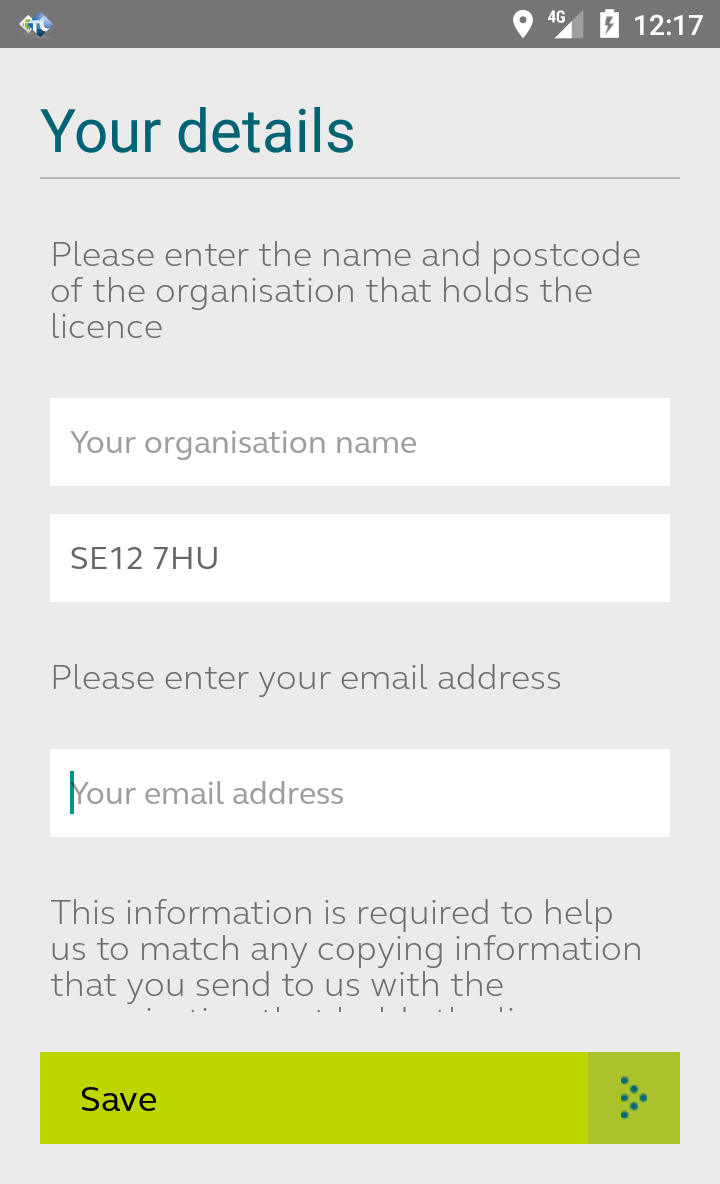 4G 12:17
Your details
Please enter the name and postcode
of the organisation that holds the
licence
Your organisation name
SE12 7HU
Please enter your email address
Your email address
This information is required to help
us to match any copying information
that you send to us with the
Save